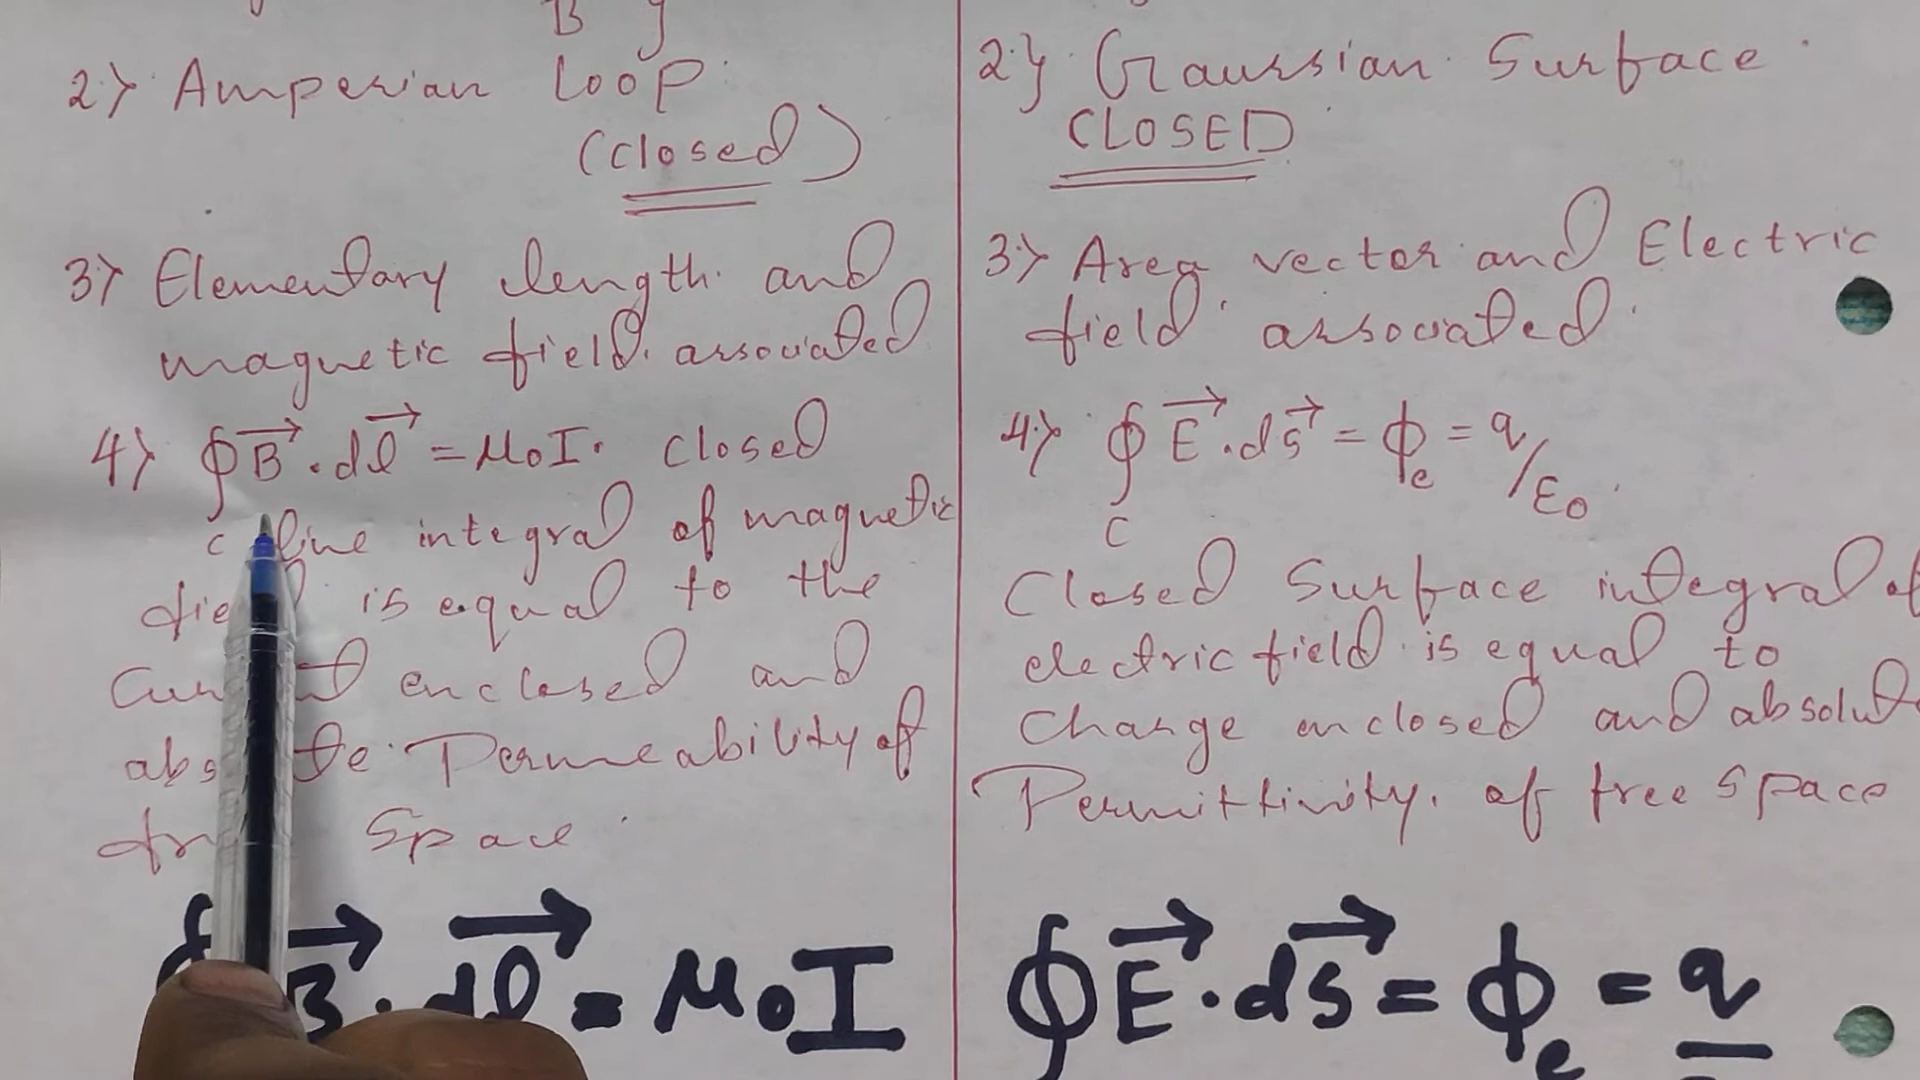 B
2) Amperian Loop
(closed)
3) Elementary length and
magnetic field associated
4) ∮B⃗.dl⃗ = μ₀I. Closed
c line integral of magnetic
is equal to the
enclosed and
Permeability of
Space
B⃗.dl⃗ = μ₀I
2} Gaussian Surface
CLOSED
3) Area vector and Electric
field associated
4) ∮E⃗.ds⃗ = ϕe = q/ε₀
C
Closed Surface integral of
electric field is equal to
Charge enclosed and absolute
Permittivity. of free space
∮E⃗.ds⃗ = ϕe = q